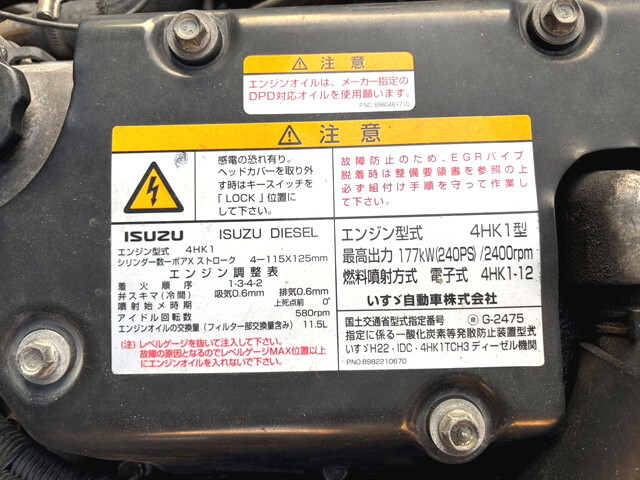 ⚠ 注意
エンジンオイルは、メーカー指定の
DPD対応オイルを使用願います。
P.NO. 8980461710
⚠ 注意
感電の恐れ有り。
ヘッドカバーを取り外
す時はキースイッチを
「LOCK」位置に
して下さい。
故障防止のため、EGRパイプ
脱着時は整備要領書を参照の上
必ず組付け手順を守って作業し
て下さい。
ISUZU ISUZU DIESEL
エンジン型式 4HK1
シリンダー数−ボアX ストローク 4−115X125mm
エンジン調整表
着火順序 1-3-4-2
弁スキマ(冷間) 吸気0.6mm 排気0.6mm
噴射始メ時期 上死点前 0°
アイドル回転数 580rpm
エンジンオイルの交換量(フィルター部交換量含み) 11.5L
(注)レベルゲージを抜いて注入して下さい。
故障の原因となるのでレベルゲージMAX位置以上
にエンジンオイルを入れないで下さい。
エンジン型式 4HK1型
最高出力 177kW(240PS)/2400rpm
燃料噴射方式 電子式 4HK1-12
いすゞ自動車株式会社
国土交通省型式指定番号 G-2475
指定に係る一酸化炭素等発散防止装置型式
いすゞH22・IDC・4HK1TCH3 ディーゼル機関
P.NO. 8982210670